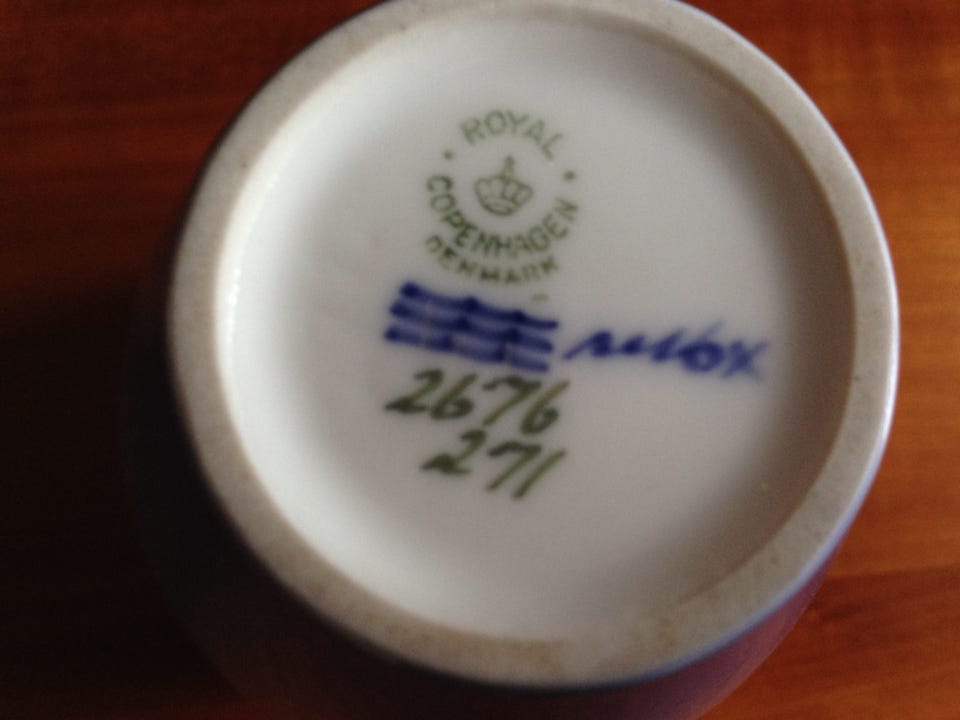 ROYAL
COPENHAGEN
DENMARK
2676
271